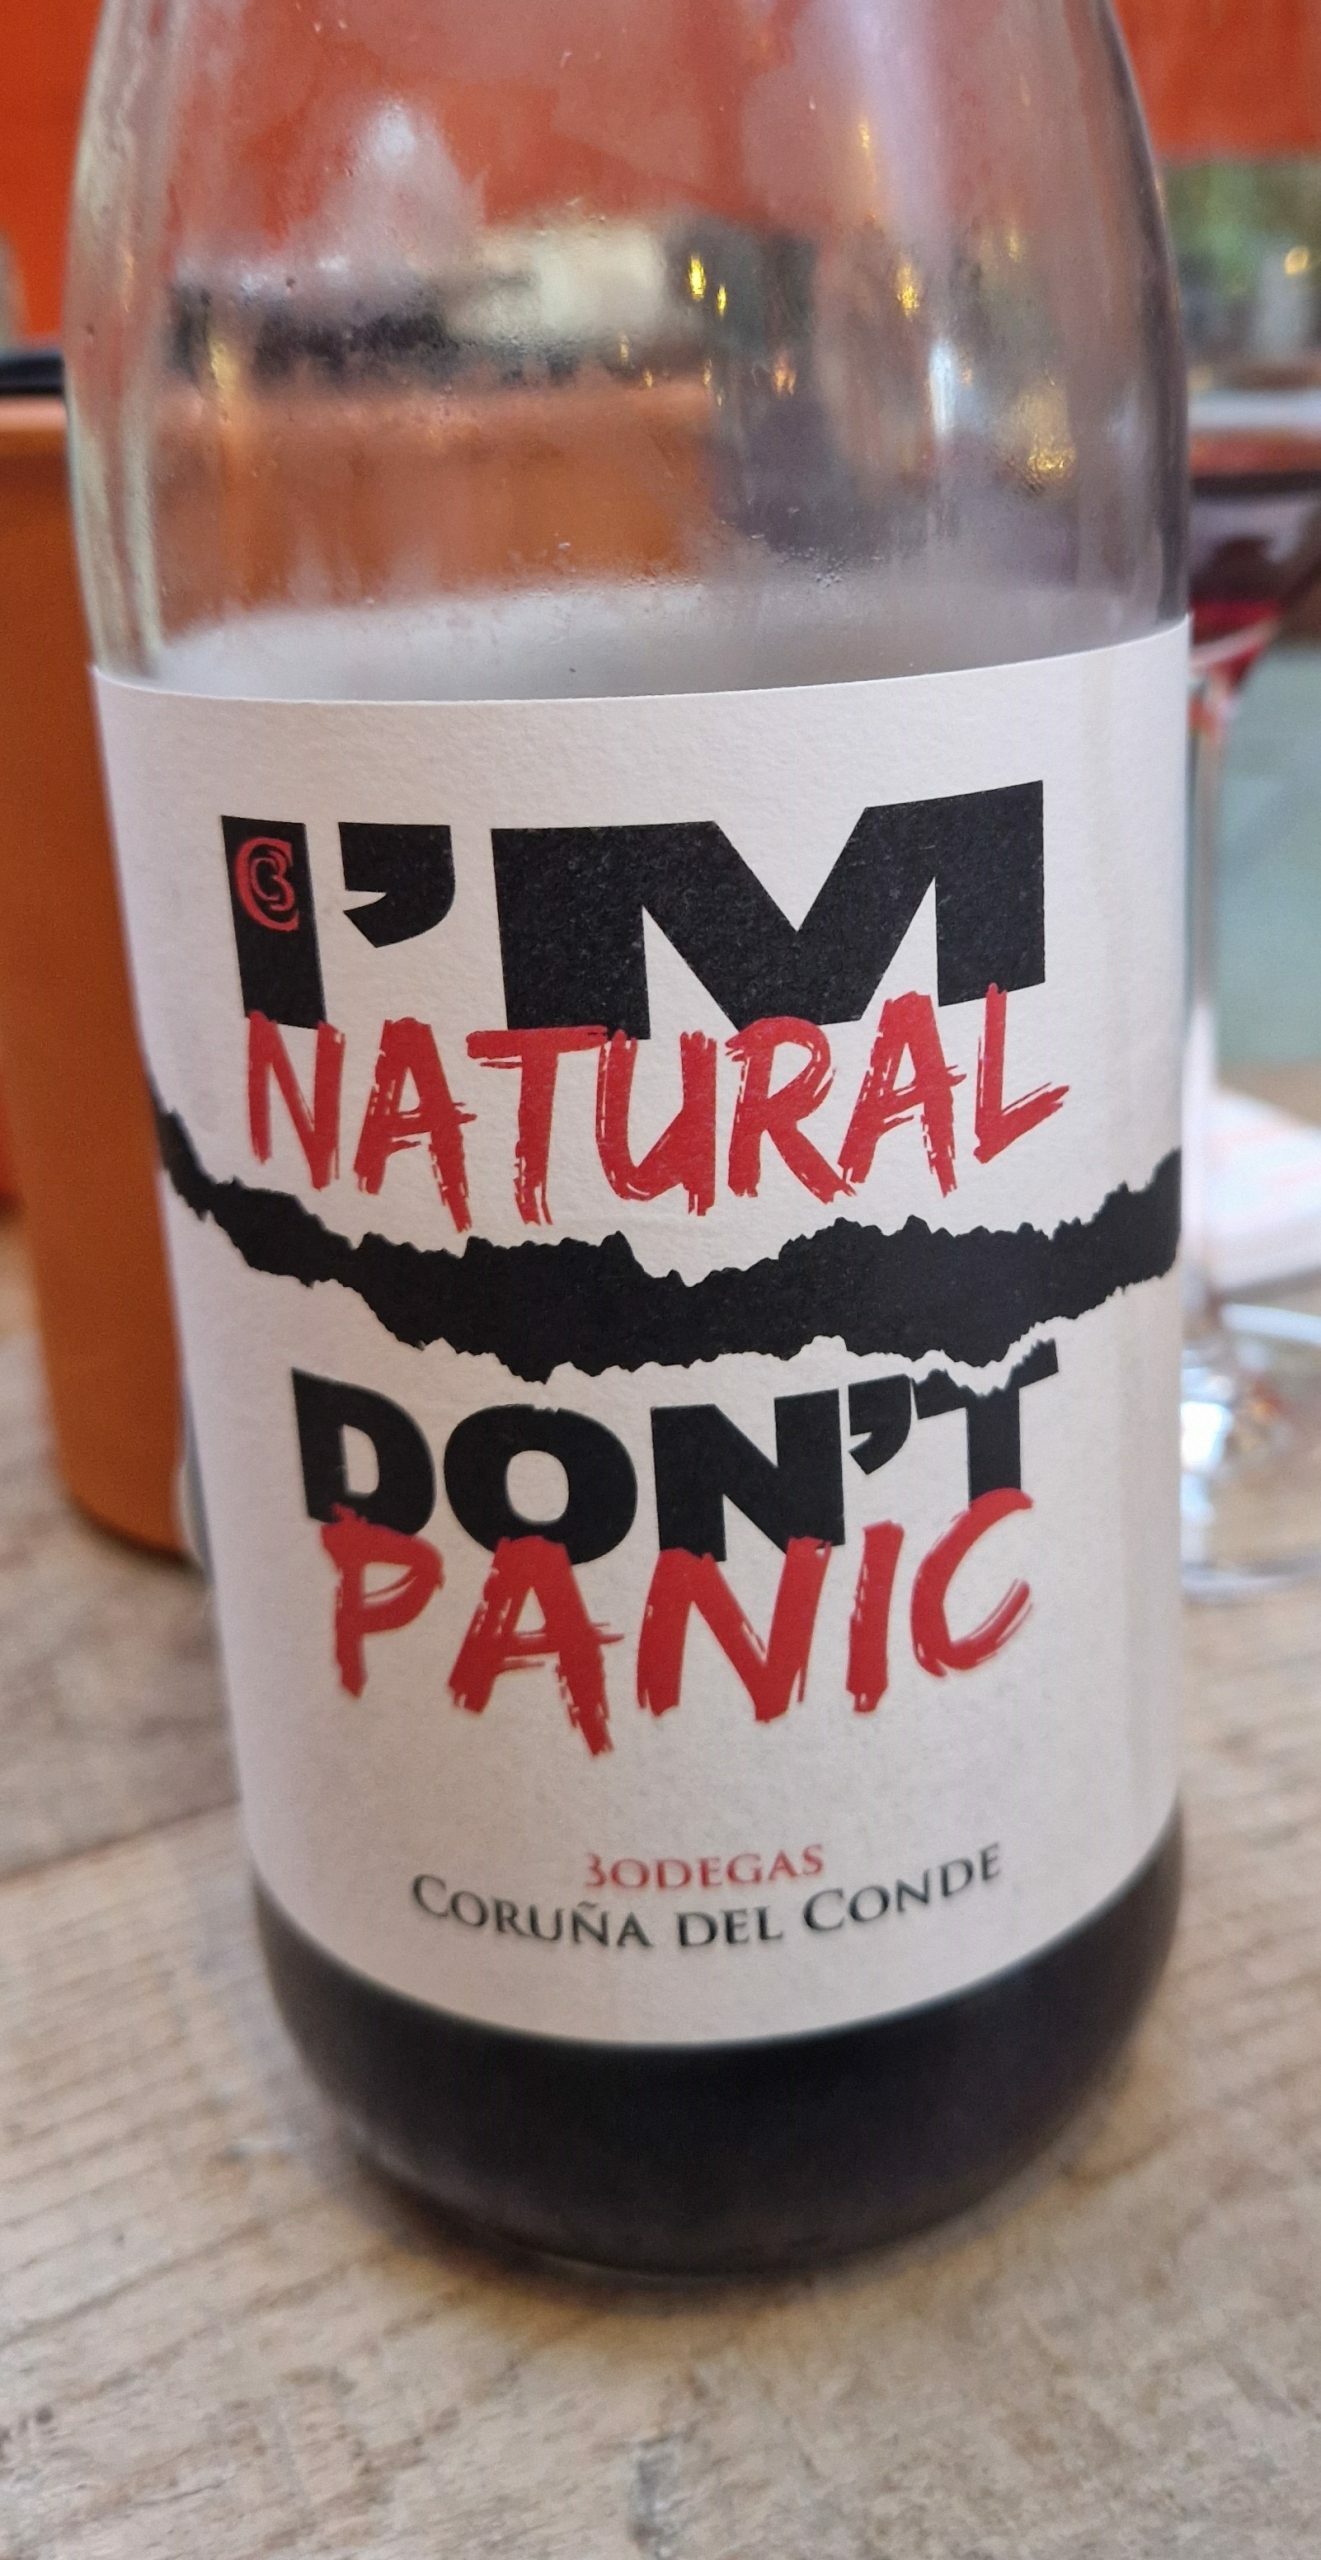 I'M
NATURAL
DON'T
PANIC
BODEGAS
CORUÑA DEL CONDE